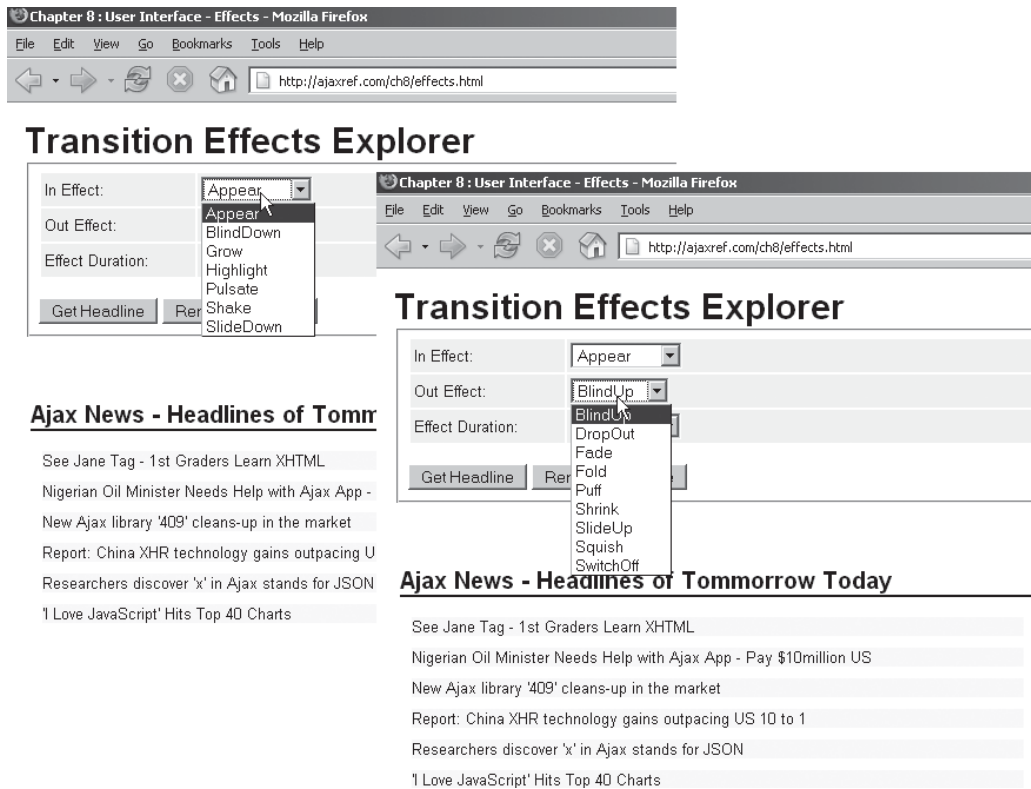 Chapter 8 : User Interface - Effects - Mozilla Firefox
File Edit View Go Bookmarks Tools Help
http://ajaxref.com/ch8/effects.html
Transition Effects Explorer
In Effect: Appear
Out Effect:
Effect Duration:
Appear
BlindDown
Grow
Highlight
Pulsate
Shake
SlideDown
Get Headline
Ajax News - Headlines of Tomm
See Jane Tag - 1st Graders Learn XHTML
Nigerian Oil Minister Needs Help with Ajax App -
New Ajax library '409' cleans-up in the market
Report: China XHR technology gains outpacing U
Researchers discover 'x' in Ajax stands for JSON
'I Love JavaScript' Hits Top 40 Charts
Chapter 8 : User Interface - Effects - Mozilla Firefox
File Edit View Go Bookmarks Tools Help
http://ajaxref.com/ch8/effects.html
Transition Effects Explorer
In Effect: Appear
Out Effect: BlindUp
Effect Duration:
BlindUp
DropOut
Fade
Fold
Puff
Shrink
SlideUp
Squish
SwitchOff
Get Headline
Ajax News - Headlines of Tommorrow Today
See Jane Tag - 1st Graders Learn XHTML
Nigerian Oil Minister Needs Help with Ajax App - Pay $10million US
New Ajax library '409' cleans-up in the market
Report: China XHR technology gains outpacing US 10 to 1
Researchers discover 'x' in Ajax stands for JSON
'I Love JavaScript' Hits Top 40 Charts